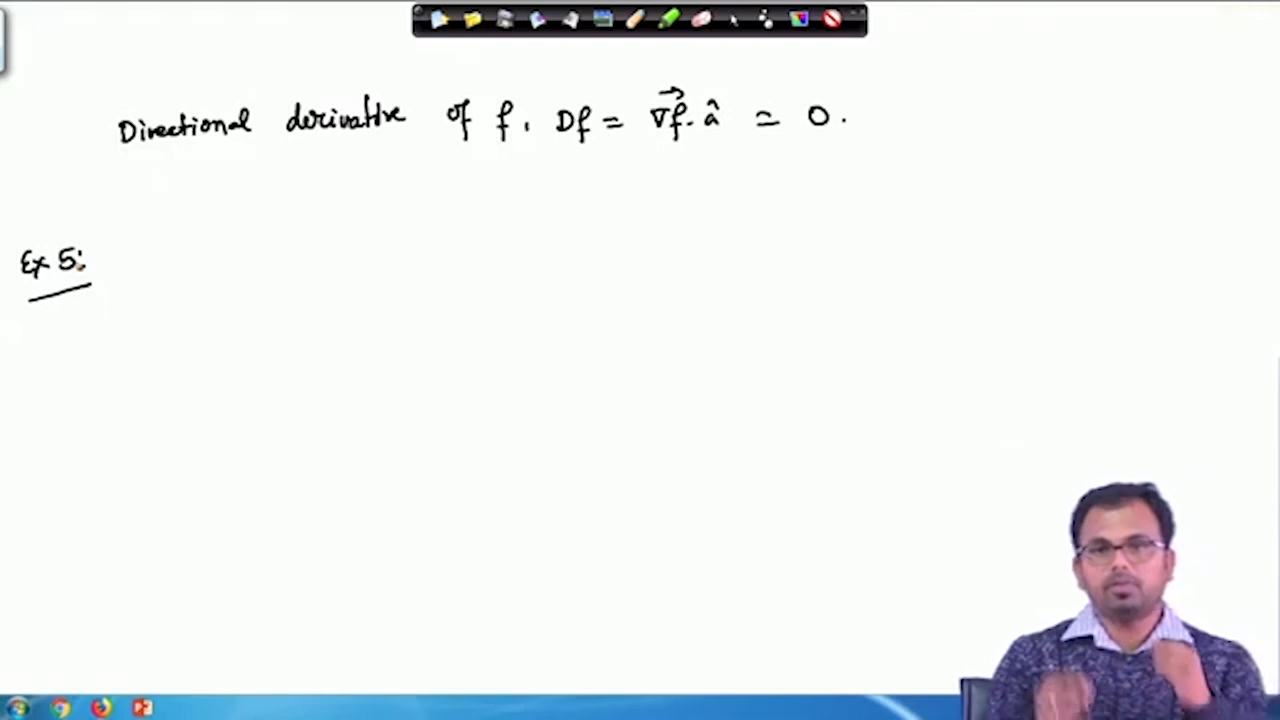 Directional derivative of f, Df = ∇⃗f. â = 0.
Ex 5: